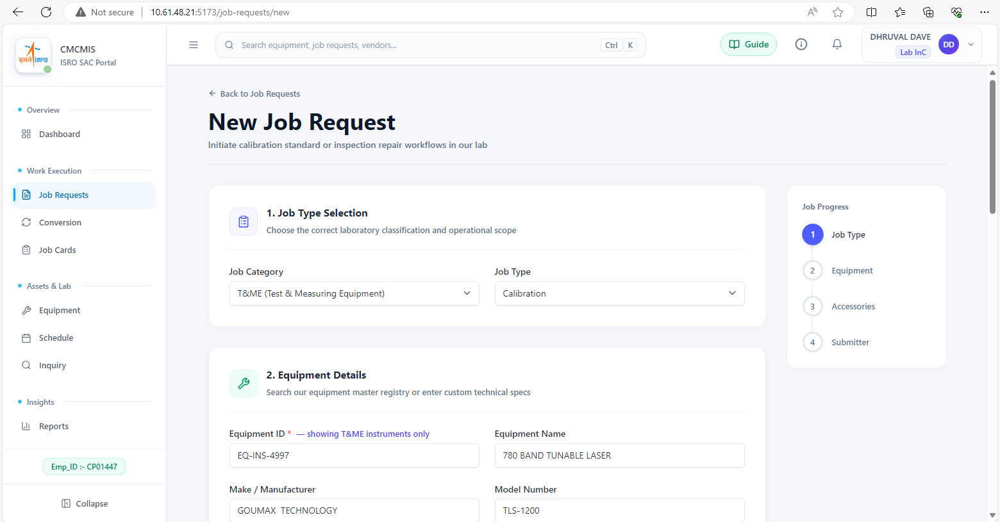 Not secure
10.61.48.21:5173/job-requests/new
इसरो isro
CMCMIS
ISRO SAC Portal
Search equipment, job requests, vendors...
Ctrl K
Guide
DHRUVAL DAVE
Lab InC
DD
Overview
Dashboard
Work Execution
Job Requests
Conversion
Job Cards
Assets & Lab
Equipment
Schedule
Inquiry
Insights
Reports
Emp_ID :- CP01447
Collapse
Back to Job Requests
New Job Request
Initiate calibration standard or inspection repair workflows in our lab
1. Job Type Selection
Choose the correct laboratory classification and operational scope
Job Category
T&ME (Test & Measuring Equipment)
Job Type
Calibration
2. Equipment Details
Search our equipment master registry or enter custom technical specs
Equipment ID * — showing T&ME instruments only
EQ-INS-4997
Equipment Name
780 BAND TUNABLE LASER
Make / Manufacturer
GOUMAX TECHNOLOGY
Model Number
TLS-1200
Job Progress
1 Job Type
2 Equipment
3 Accessories
4 Submitter